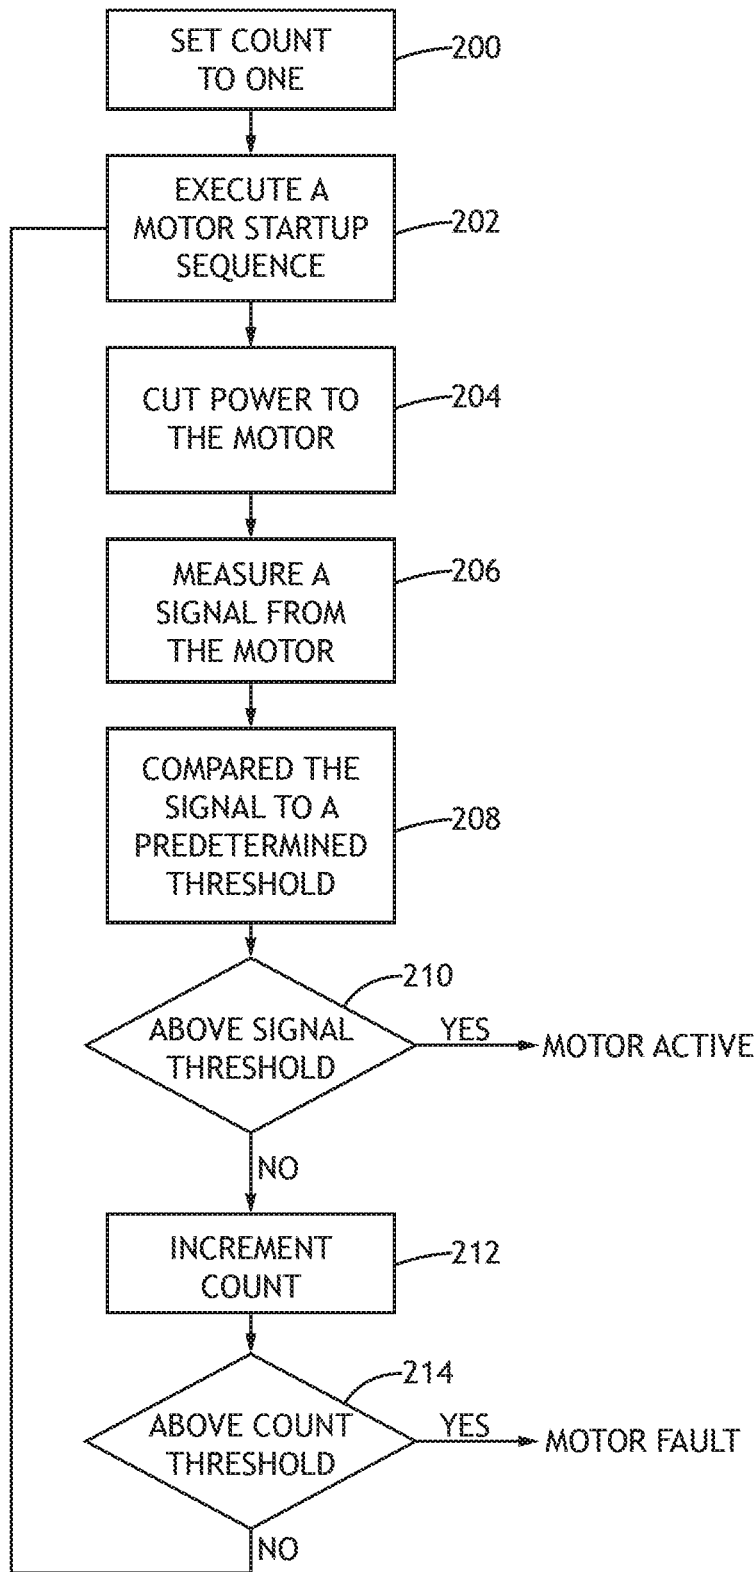 SET COUNT
TO ONE
200
EXECUTE A
MOTOR STARTUP
SEQUENCE
202
CUT POWER TO
THE MOTOR
204
MEASURE A
SIGNAL FROM
THE MOTOR
206
COMPARED THE
SIGNAL TO A
PREDETERMINED
THRESHOLD
208
210
ABOVE SIGNAL
THRESHOLD
YES
MOTOR ACTIVE
NO
INCREMENT
COUNT
212
214
ABOVE COUNT
THRESHOLD
YES
MOTOR FAULT
NO